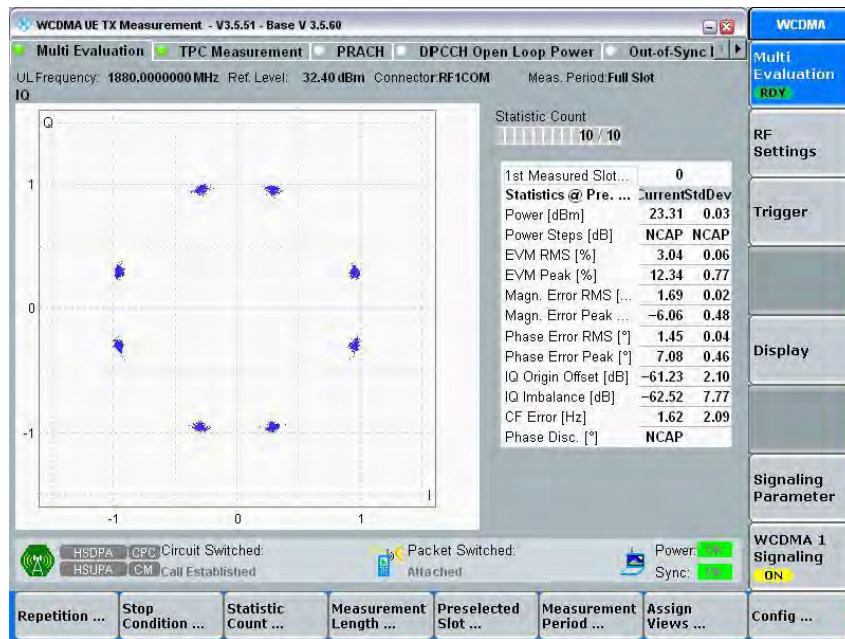 WCDMA UE TX Measurement - V3.5.51 - Base V 3.5.60
WCDMA
Multi Evaluation TPC Measurement PRACH DPCCH Open Loop Power Out-of-Sync
UL Frequency: 1880.0000000 MHz Ref. Level: 32.40 dBm Connector:RF1COM Meas. Period:Full Slot
IQ
Q
1
0
-1
-1 0 1
I
Statistic Count
10 / 10
1st Measured Slot... 0
Statistics @ Pre. ... Current StdDev
Power [dBm] 23.31 0.03
Power Steps [dB] NCAP NCAP
EVM RMS [%] 3.04 0.06
EVM Peak [%] 12.34 0.77
Magn. Error RMS [... 1.69 0.02
Magn. Error Peak ... -6.06 0.48
Phase Error RMS [°] 1.45 0.04
Phase Error Peak [°] 7.08 0.46
IQ Origin Offset [dB] -61.23 2.10
IQ Imbalance [dB] -62.52 7.77
CF Error [Hz] 1.62 2.09
Phase Disc. [°] NCAP
Multi
Evaluation
RDY
RF
Settings
Trigger
Display
Signaling
Parameter
WCDMA 1
Signaling
ON
HSDPA CPC Circuit Switched: Packet Switched: Power:
HSUPA CM Call Established Attached Sync:
Repetition ...
Stop
Condition ...
Statistic
Count ...
Measurement
Length ...
Preselected
Slot ...
Measurement
Period ...
Assign
Views ...
Config ...